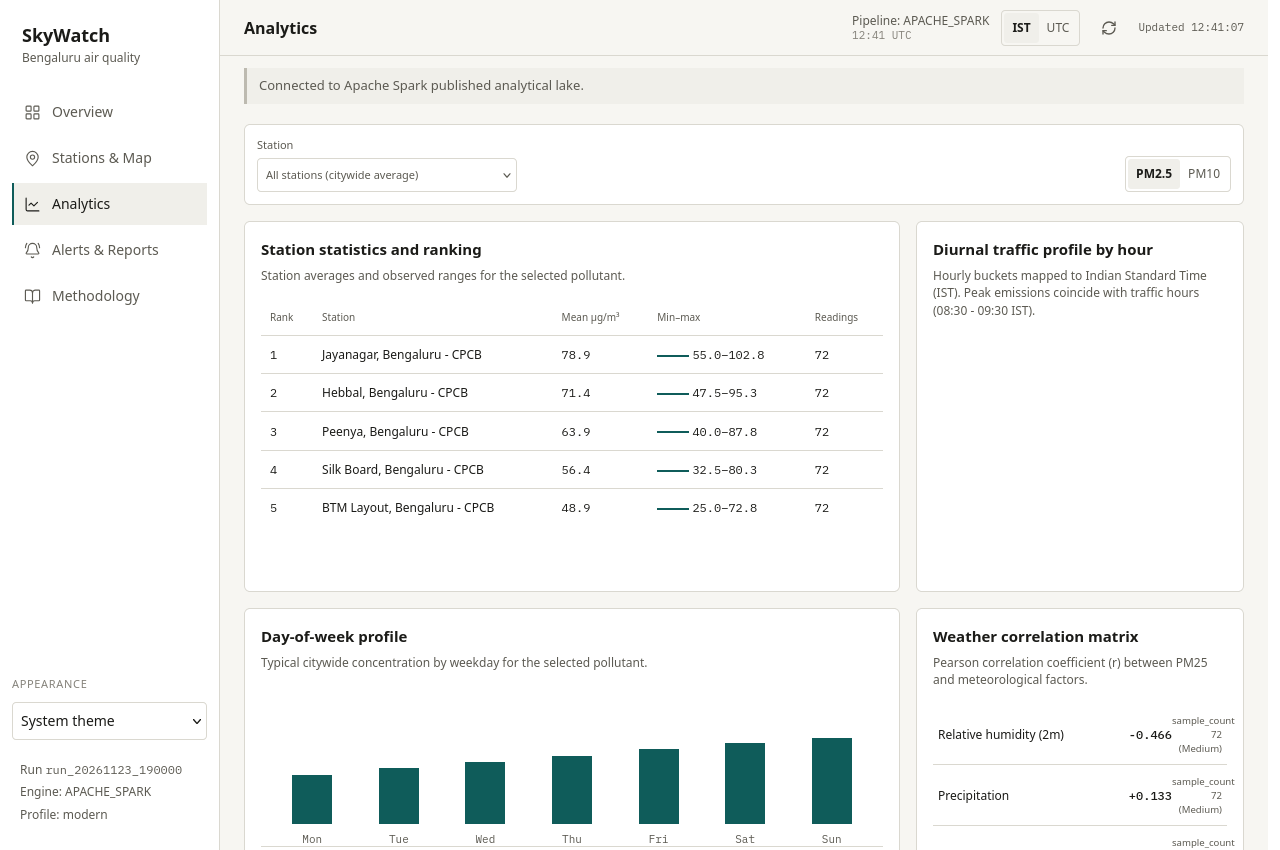 SkyWatch
Bengaluru air quality
Overview
Stations & Map
Analytics
Alerts & Reports
Methodology
APPEARANCE
System theme
Run run_20261123_190000
Engine: APACHE_SPARK
Profile: modern
Analytics
Pipeline: APACHE_SPARK
12:41 UTC
IST UTC
Updated 12:41:07
Connected to Apache Spark published analytical lake.
Station
All stations (citywide average)
PM2.5 PM10
Station statistics and ranking
Station averages and observed ranges for the selected pollutant.
Rank Station Mean µg/m³ Min–max Readings
1 Jayanagar, Bengaluru - CPCB 78.9 55.0–102.8 72
2 Hebbal, Bengaluru - CPCB 71.4 47.5–95.3 72
3 Peenya, Bengaluru - CPCB 63.9 40.0–87.8 72
4 Silk Board, Bengaluru - CPCB 56.4 32.5–80.3 72
5 BTM Layout, Bengaluru - CPCB 48.9 25.0–72.8 72
Diurnal traffic profile by hour
Hourly buckets mapped to Indian Standard Time
(IST). Peak emissions coincide with traffic hours
(08:30 - 09:30 IST).
Day-of-week profile
Typical citywide concentration by weekday for the selected pollutant.
Mon Tue Wed Thu Fri Sat Sun
Weather correlation matrix
Pearson correlation coefficient (r) between PM25
and meteorological factors.
Relative humidity (2m) -0.466 sample_count
72
(Medium)
Precipitation +0.133 sample_count
72
(Medium)
sample_count